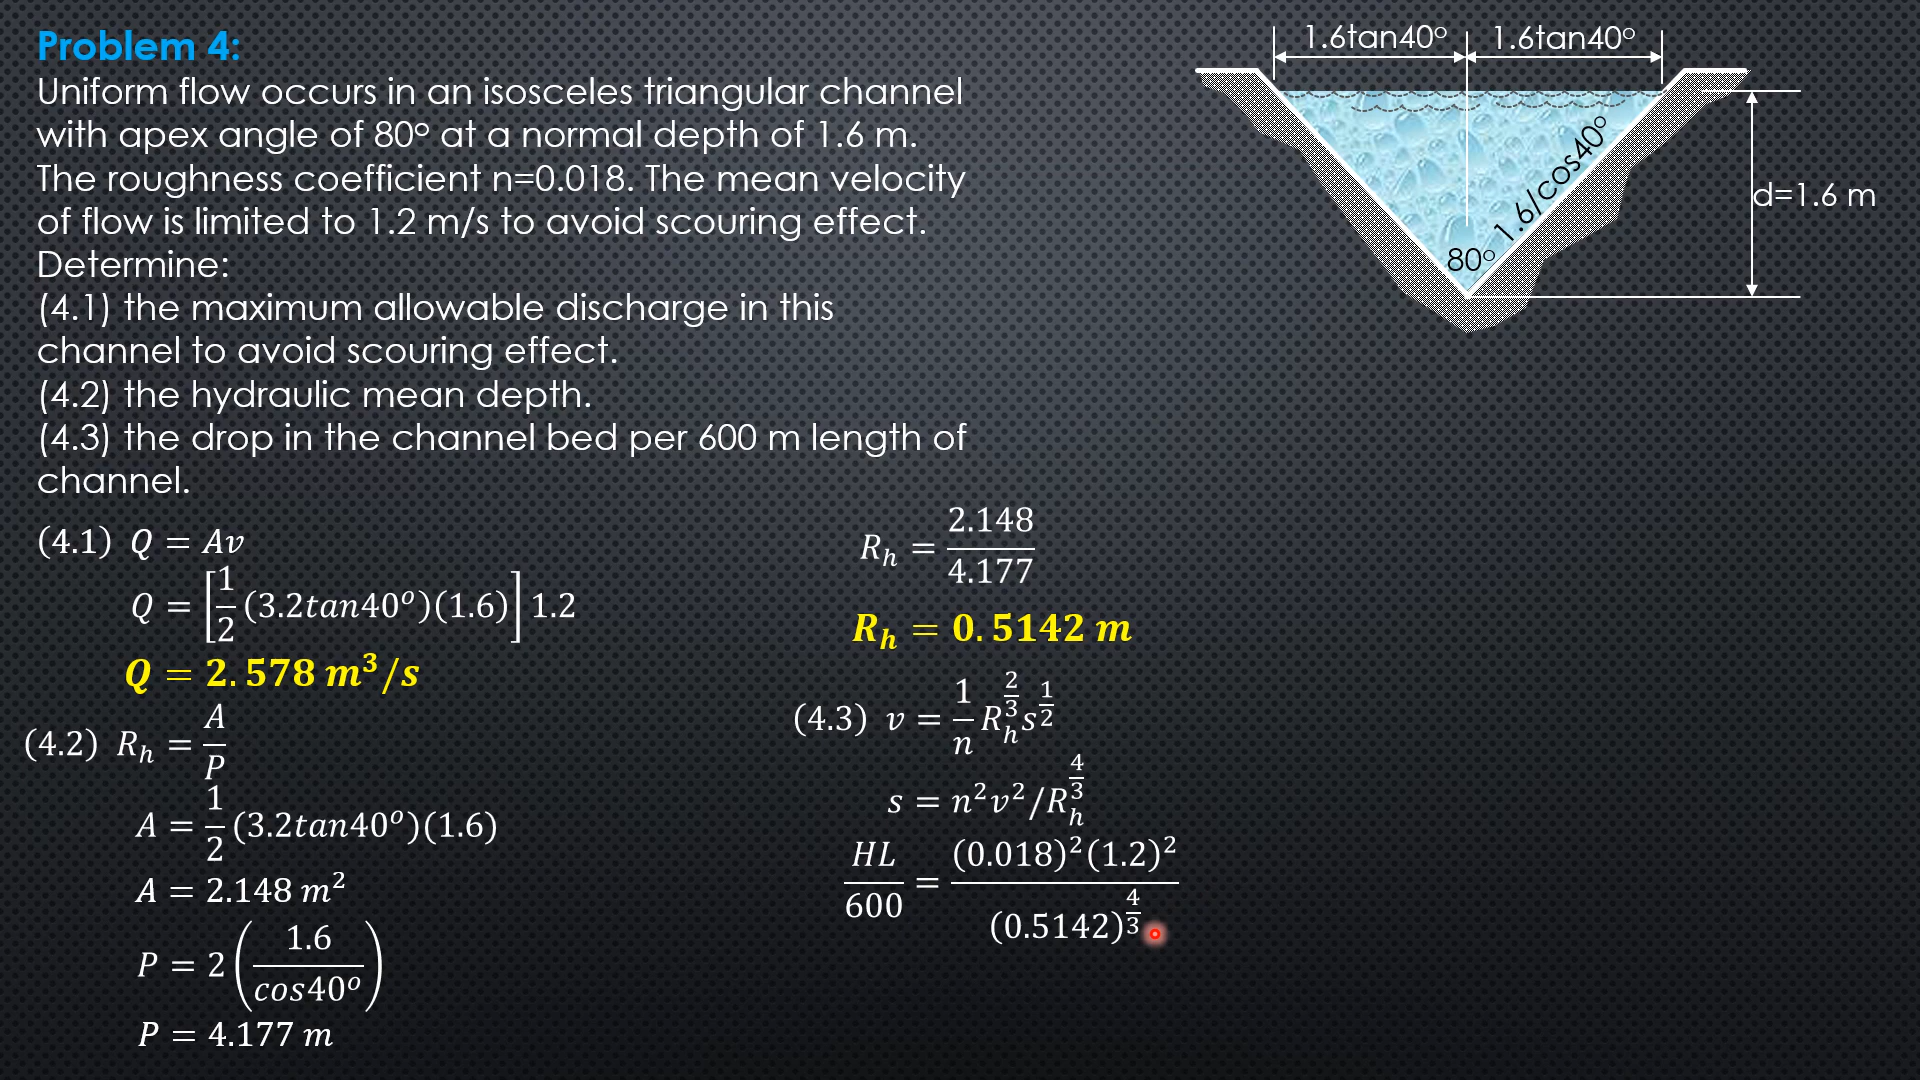 Problem 4:
Uniform flow occurs in an isosceles triangular channel
with apex angle of 80° at a normal depth of 1.6 m.
The roughness coefficient n=0.018. The mean velocity
of flow is limited to 1.2 m/s to avoid scouring effect.
Determine:
(4.1) the maximum allowable discharge in this
channel to avoid scouring effect.
(4.2) the hydraulic mean depth.
(4.3) the drop in the channel bed per 600 m length of
channel.
1.6tan40° 1.6tan40°
1.6/cos40°
80°
d=1.6 m
(4.1) Q = Av
Q = [1/2 (3.2tan40°)(1.6)] 1.2
Q = 2.578 m³/s
(4.2) R_h = A/P
A = 1/2 (3.2tan40°)(1.6)
A = 2.148 m²
P = 2(1.6/cos40°)
P = 4.177 m
R_h = 2.148/4.177
R_h = 0.5142 m
(4.3) v = 1/n R_h^(2/3) s^(1/2)
s = n²v²/R_h^(4/3)
HL/600 = (0.018)²(1.2)²/(0.5142)^(4/3)